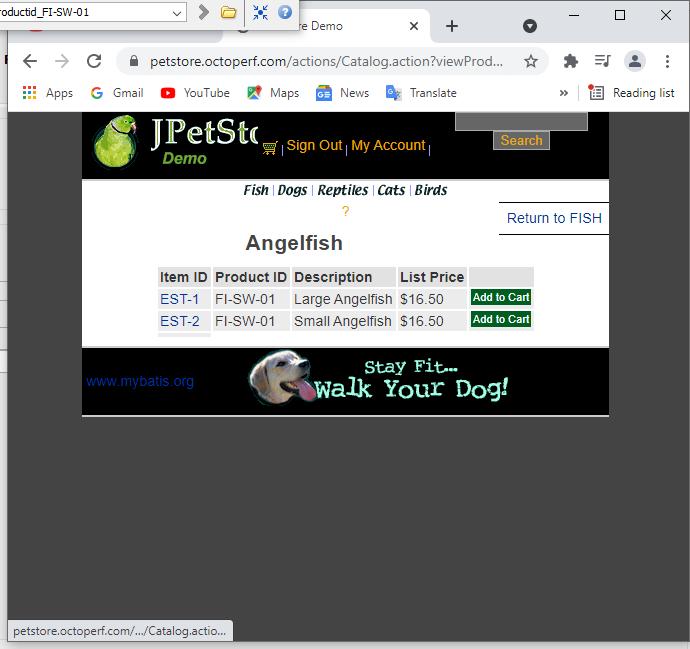 roductid_FI-SW-01
re Demo
petstore.octoperf.com/actions/Catalog.action?viewProd...
Apps Gmail YouTube Maps News Translate » Reading list
JPetSto
Demo
Sign Out | My Account |
Search
Fish | Dogs | Reptiles | Cats | Birds
?
Return to FISH
Angelfish
Item ID Product ID Description List Price
EST-1 FI-SW-01 Large Angelfish $16.50 Add to Cart
EST-2 FI-SW-01 Small Angelfish $16.50 Add to Cart
www.mybatis.org
Stay Fit...
Walk Your Dog!
petstore.octoperf.com/.../Catalog.actio...